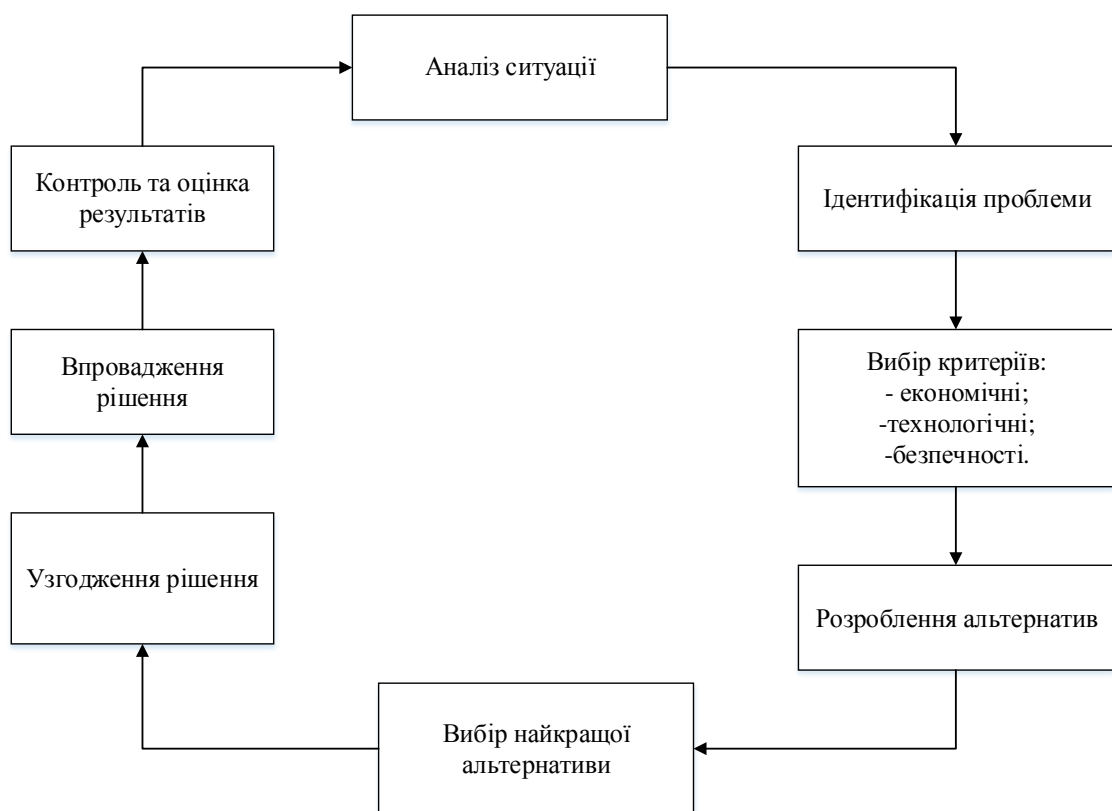 Аналіз ситуації
Ідентифікація проблеми
Вибір критеріїв:
- економічні;
-технологічні;
-безпечності.
Розроблення альтернатив
Вибір найкращої
альтернативи
Узгодження рішення
Впровадження
рішення
Контроль та оцінка
результатів